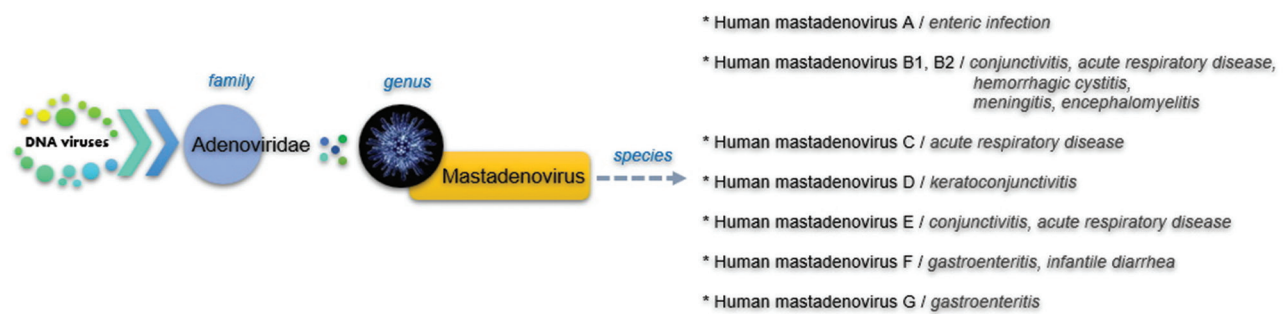 DNA viruses
family
Adenoviridae
genus
Mastadenovirus
species
* Human mastadenovirus A / enteric infection
* Human mastadenovirus B1, B2 / conjunctivitis, acute respiratory disease,
hemorrhagic cystitis,
meningitis, encephalomyelitis
* Human mastadenovirus C / acute respiratory disease
* Human mastadenovirus D / keratoconjunctivitis
* Human mastadenovirus E / conjunctivitis, acute respiratory disease
* Human mastadenovirus F / gastroenteritis, infantile diarrhea
* Human mastadenovirus G / gastroenteritis